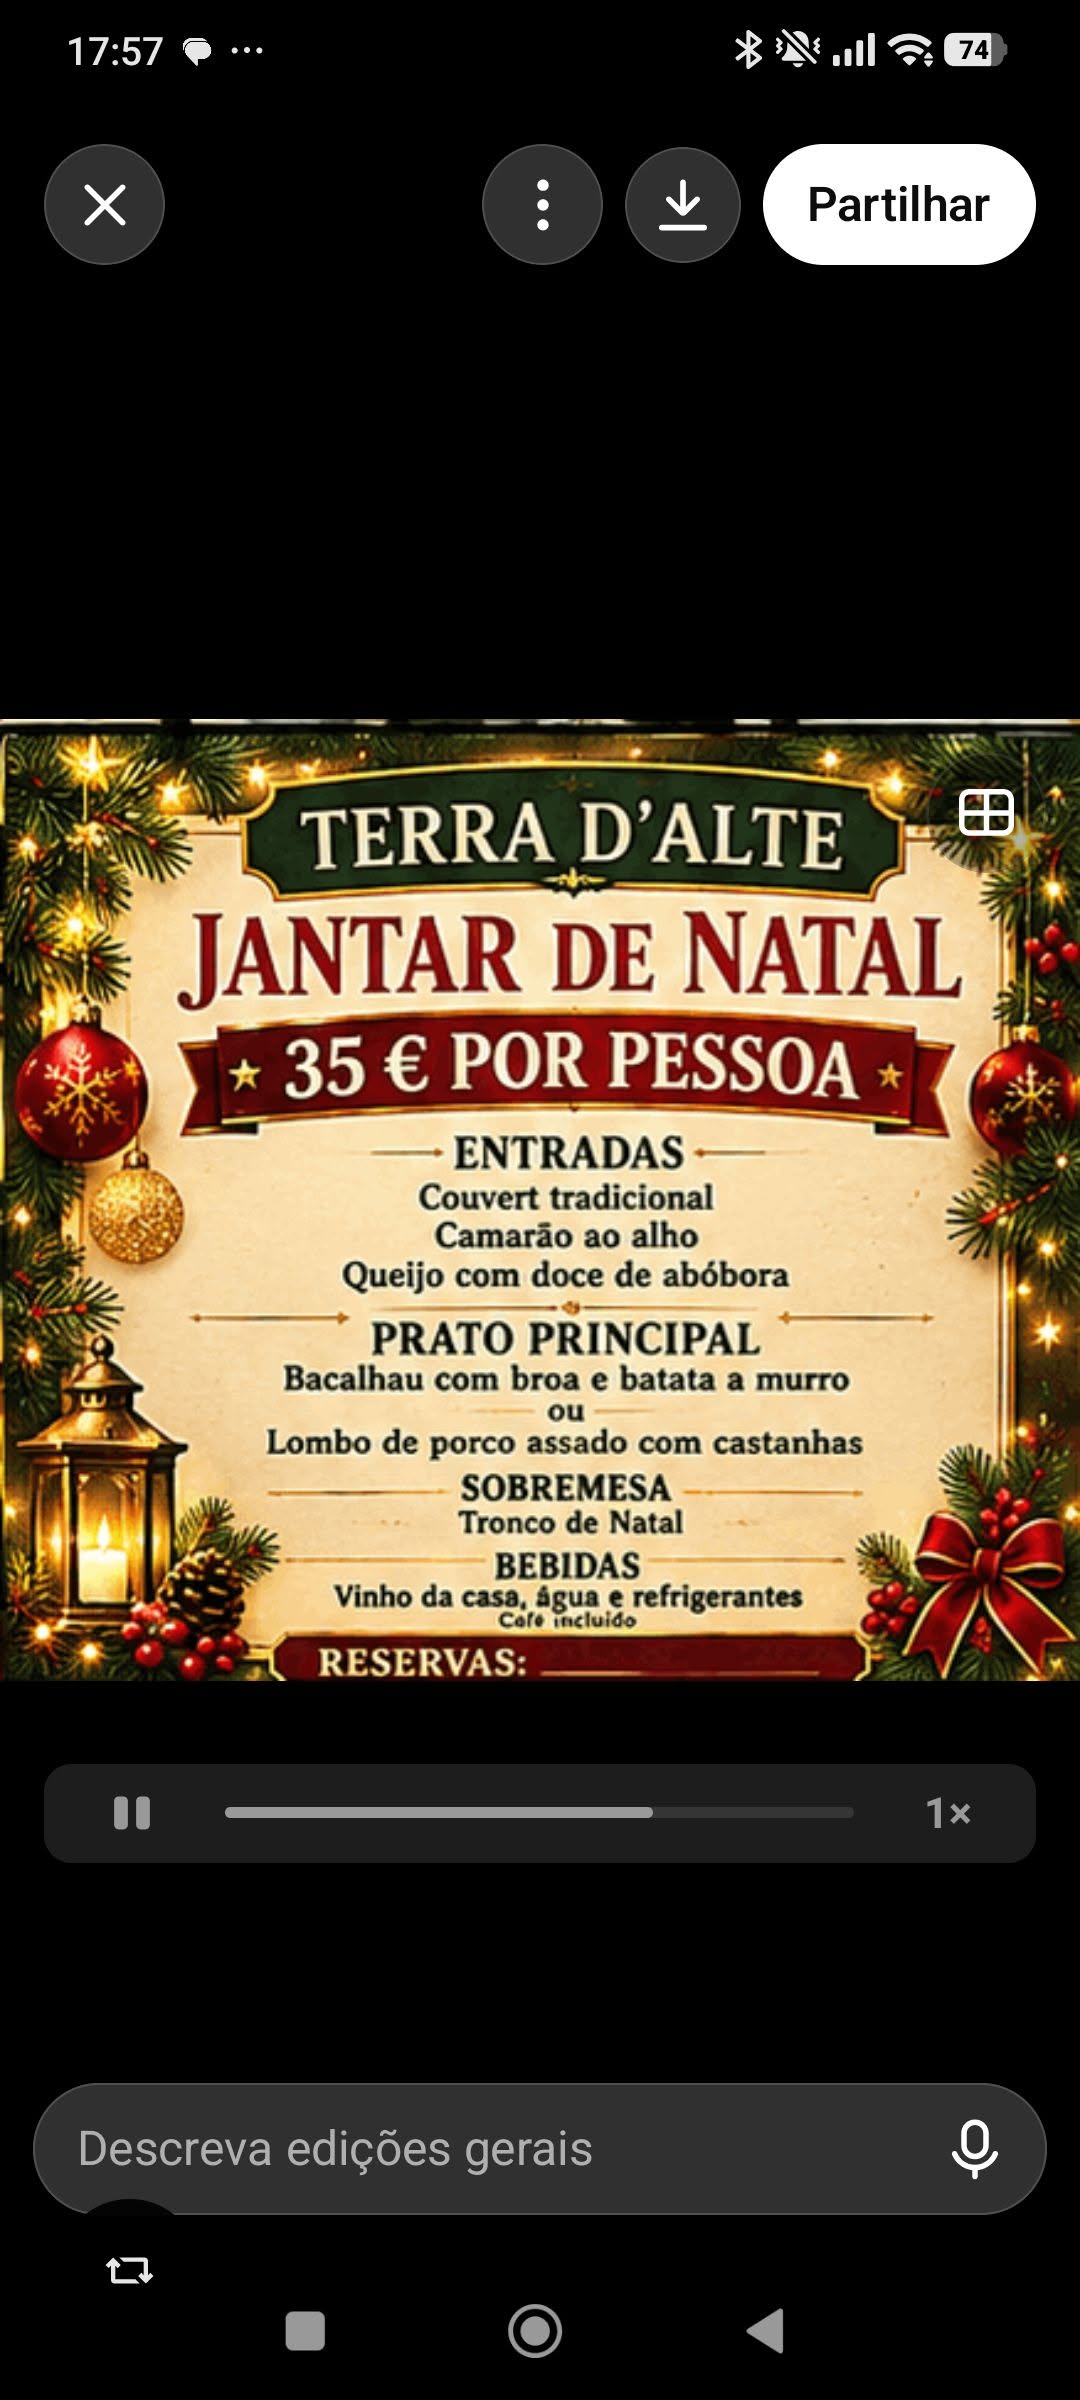 17:57
74
Partilhar
TERRA D'ALTE
JANTAR DE NATAL
35 € POR PESSOA
ENTRADAS
Couvert tradicional
Camarão ao alho
Queijo com doce de abóbora
PRATO PRINCIPAL
Bacalhau com broa e batata a murro
ou
Lombo de porco assado com castanhas
SOBREMESA
Tronco de Natal
BEBIDAS
Vinho da casa, água e refrigerantes
Café incluido
RESERVAS:
1×
Descreva edições gerais